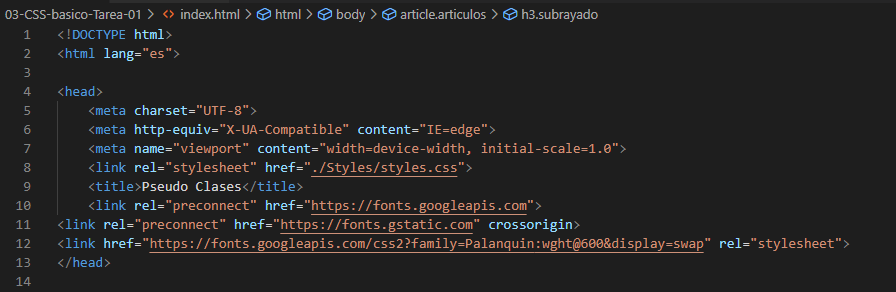 03-CSS-basico-Tarea-01 > <> index.html > html > body > article.articulos > h3.subrayado
1 <!DOCTYPE html>
2 <html lang="es">
3
4 <head>
5 <meta charset="UTF-8">
6 <meta http-equiv="X-UA-Compatible" content="IE=edge">
7 <meta name="viewport" content="width=device-width, initial-scale=1.0">
8 <link rel="stylesheet" href="./Styles/styles.css">
9 <title>Pseudo Clases</title>
10 <link rel="preconnect" href="https://fonts.googleapis.com">
11 <link rel="preconnect" href="https://fonts.gstatic.com" crossorigin>
12 <link href="https://fonts.googleapis.com/css2?family=Palanquin:wght@600&display=swap" rel="stylesheet">
13 </head>
14